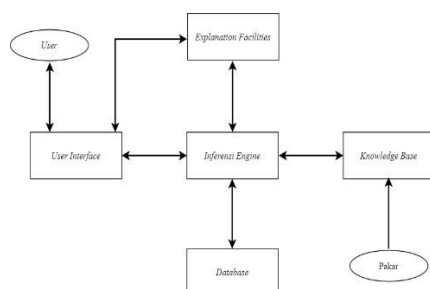 User
Explanation Facilities
User Interface
Inferensi Engine
Knowledge Base
Database
Pakar